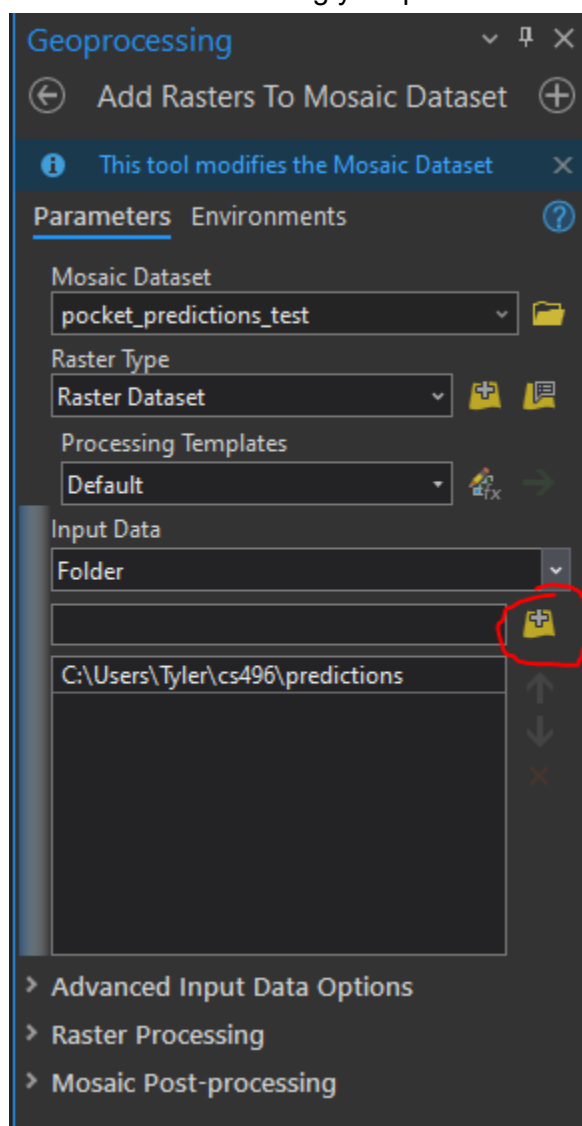 Geoprocessing
Add Rasters To Mosaic Dataset
This tool modifies the Mosaic Dataset
Parameters Environments
Mosaic Dataset
pocket_predictions_test
Raster Type
Raster Dataset
Processing Templates
Default
Input Data
Folder
C:\Users\Tyler\cs496\predictions
Advanced Input Data Options
Raster Processing
Mosaic Post-processing